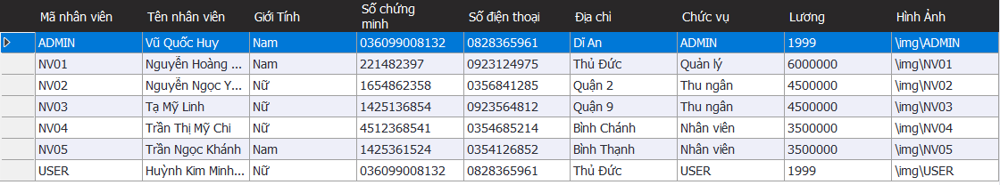 Mã nhân viên Tên nhân viên Giới Tính Số chứng minh Số điện thoại Địa chỉ Chức vụ Lương Hình Ảnh
ADMIN Vũ Quốc Huy Nam 036099008132 0828365961 Dĩ An ADMIN 1999 \img\ADMIN
NV01 Nguyễn Hoàng ... Nam 221482397 0923124975 Thủ Đức Quản lý 6000000 \img\NV01
NV02 Nguyễn Ngọc Y... Nữ 1654862358 0356841285 Quận 2 Thu ngân 4500000 \img\NV02
NV03 Tạ Mỹ Linh Nữ 1425136854 0923564812 Quận 9 Thu ngân 4500000 \img\NV03
NV04 Trần Thị Mỹ Chi Nữ 4512368541 0354685214 Bình Chánh Nhân viên 3500000 \img\NV04
NV05 Trần Ngọc Khánh Nam 1425361524 0354126852 Bình Thạnh Nhân viên 3500000 \img\NV05
USER Huỳnh Kim Minh... Nữ 036099008132 0828365961 Thủ Đức USER 1999 \img\USER